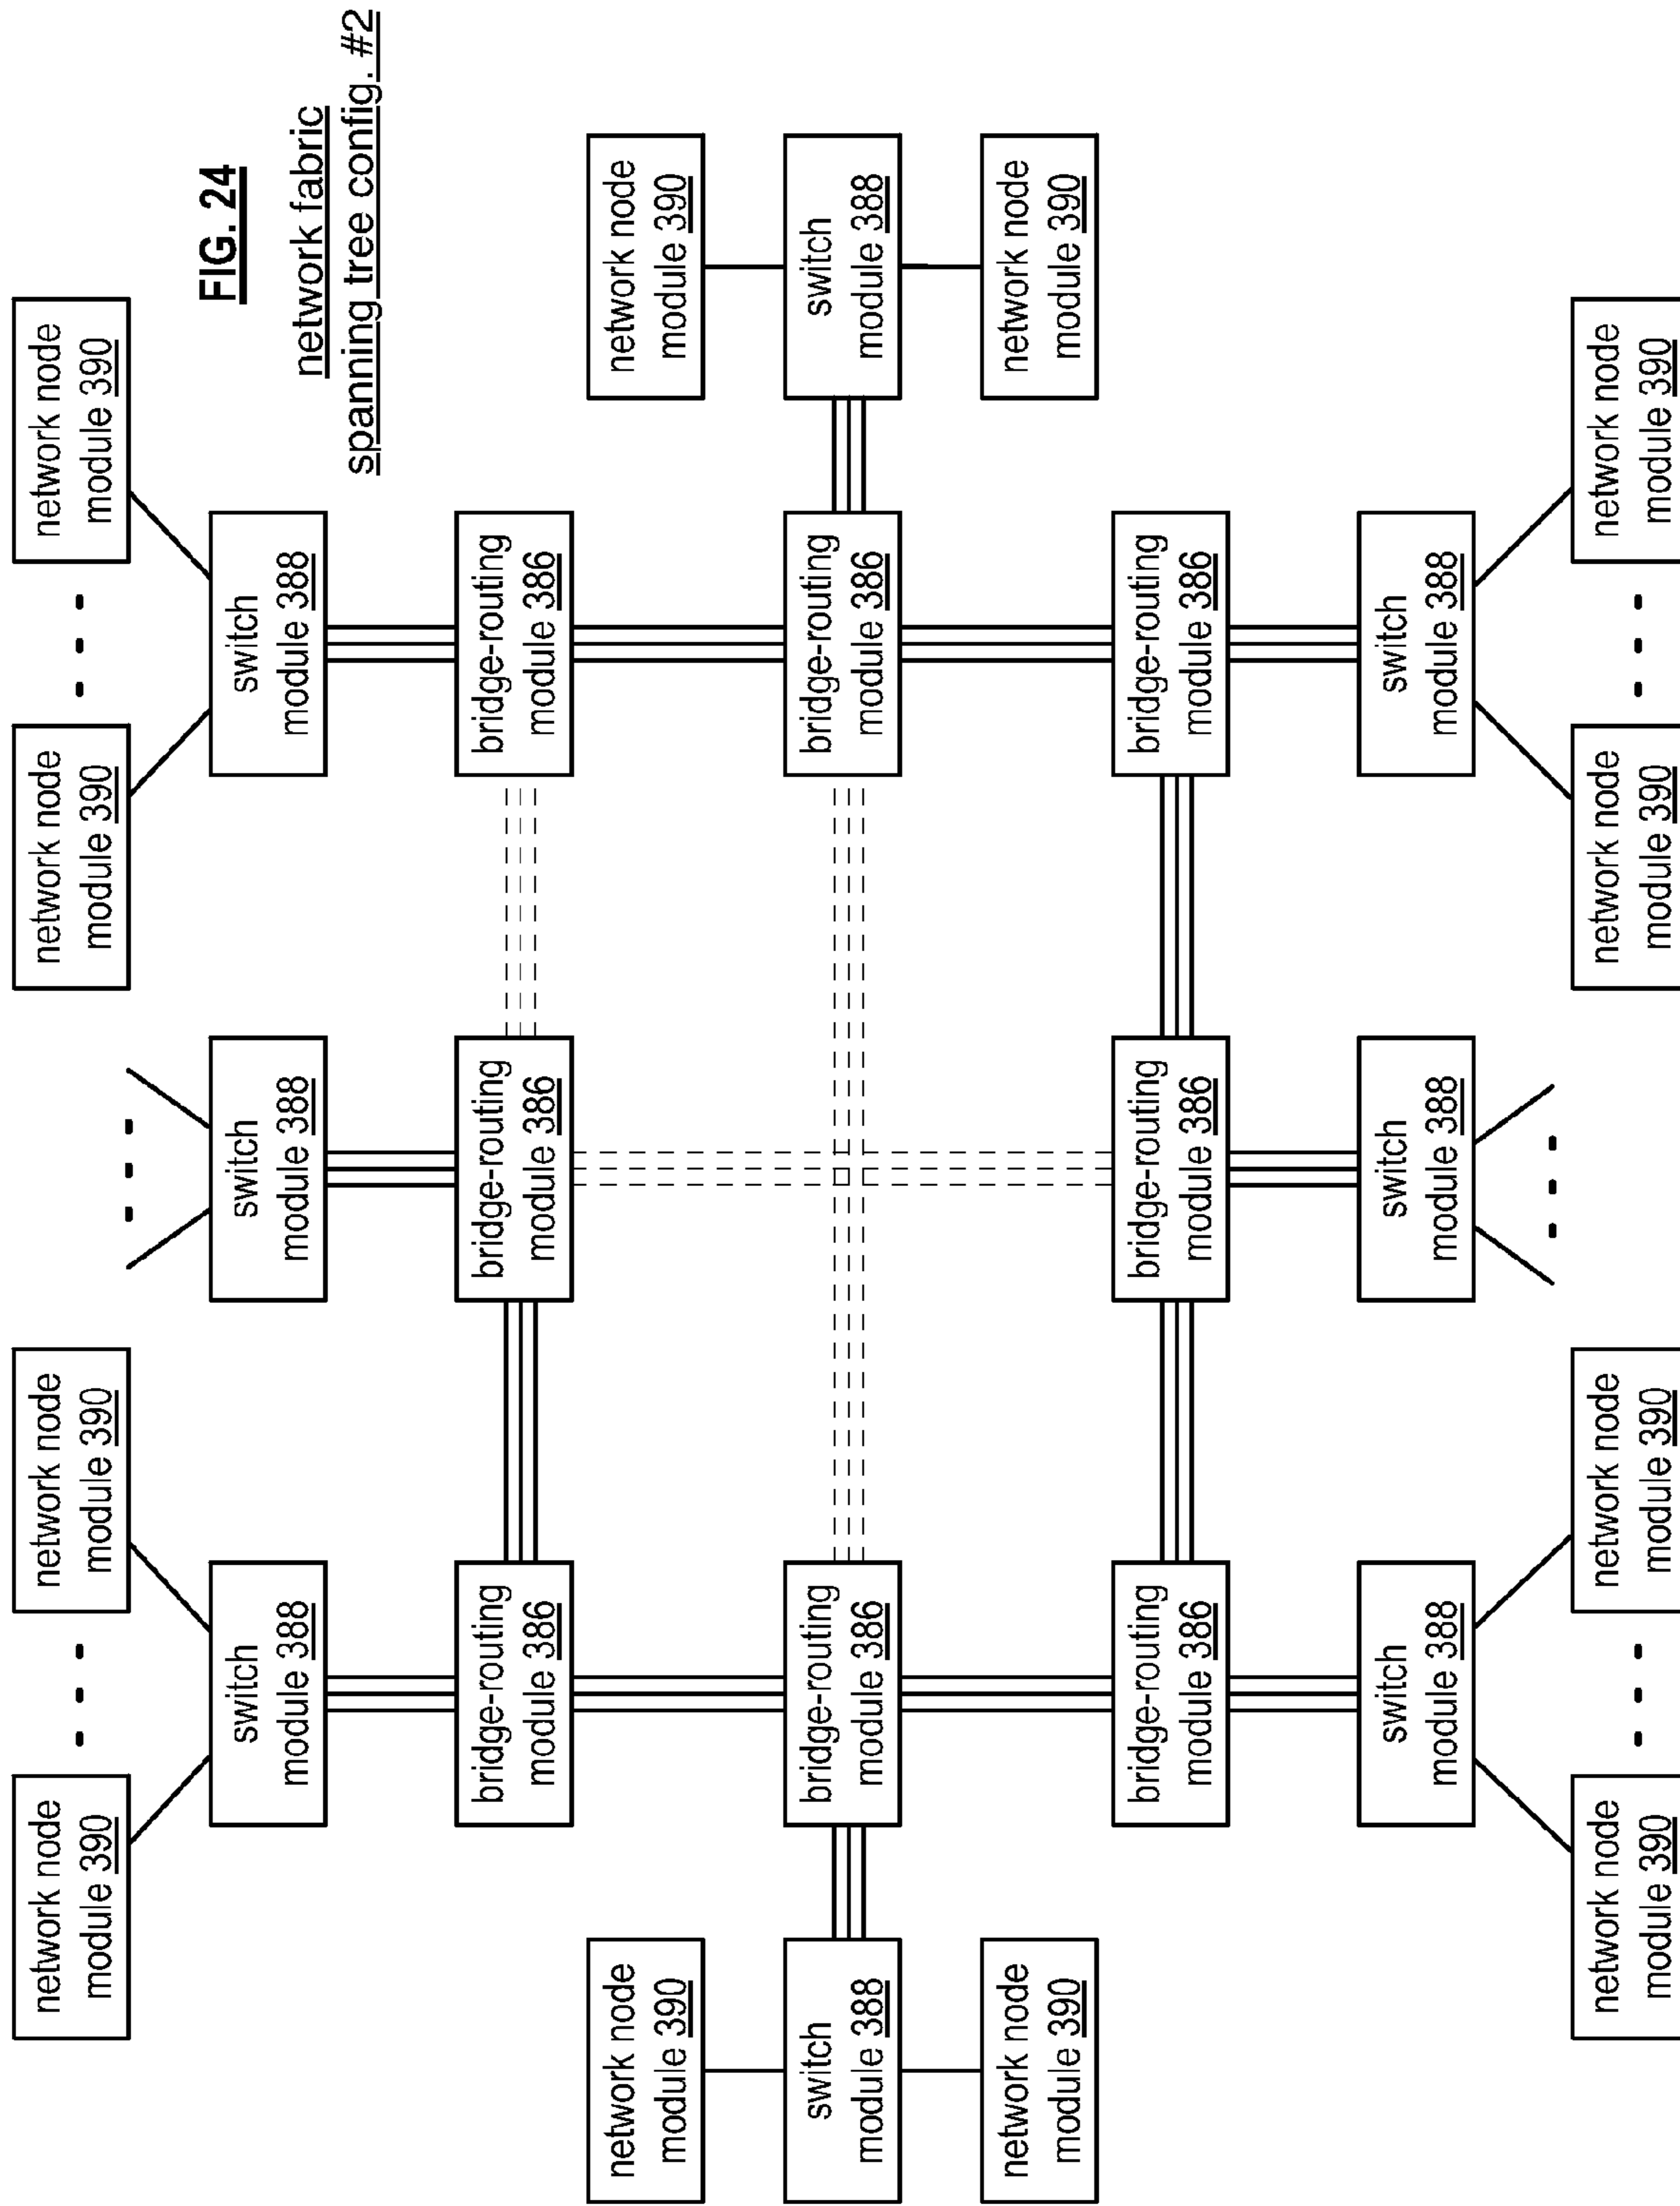 network node
module 390
network node
module 390
network node
module 390
network node
module 390
FIG. 24
network fabric
spanning tree config. #2
switch
module 388
switch
module 388
switch
module 388
bridge-routing
module 386
bridge-routing
module 386
bridge-routing
module 386
network node
module 390
network node
module 390
switch
module 388
bridge-routing
module 386
bridge-routing
module 386
switch
module 388
network node
module 390
network node
module 390
bridge-routing
module 386
bridge-routing
module 386
bridge-routing
module 386
switch
module 388
switch
module 388
switch
module 388
network node
module 390
network node
module 390
network node
module 390
network node
module 390